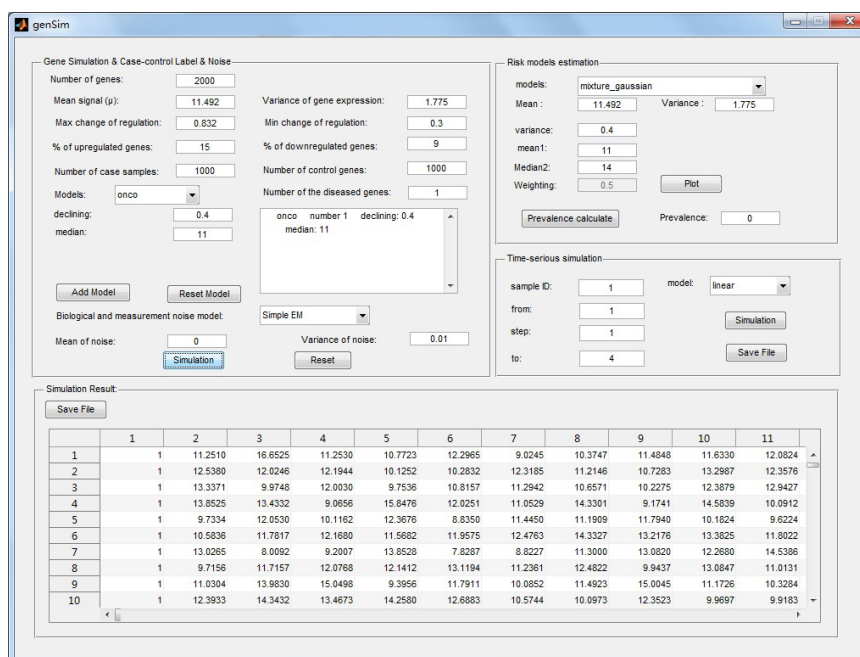 genSim
Gene Simulation & Case-control Label & Noise
Number of genes: 2000
Mean signal (μ): 11.492 Variance of gene expression: 1.775
Max change of regulation: 0.832 Min change of regulation: 0.3
% of upregulated genes: 15 % of downregulated genes: 9
Number of case samples: 1000 Number of control genes: 1000
Models: onco Number of the diseased genes: 1
declining: 0.4
median: 11
onco number 1 declining: 0.4
median: 11
Add Model Reset Model
Biological and measurement noise model: Simple EM
Mean of noise: 0 Variance of noise: 0.01
Simulation Reset
Risk models estimation
models: mixture_gaussian
Mean : 11.492 Variance : 1.775
variance: 0.4
mean1: 11
Median2: 14
Weighting: 0.5 Plot
Prevalence calculate Prevalence: 0
Time-serious simulation
sample ID: 1 model: linear
from: 1
Simulation
step: 1
Save File
to: 4
Simulation Result:
Save File
1 2 3 4 5 6 7 8 9 10 11
1 1 11.2510 16.6525 11.2530 10.7723 12.2965 9.0245 10.3747 11.4848 11.6330 12.0824
2 1 12.5380 12.0246 12.1944 10.1252 10.2832 12.3185 11.2146 10.7283 13.2987 12.3576
3 1 13.3371 9.9748 12.0030 9.7536 10.8157 11.2942 10.6571 10.2275 12.3879 12.9427
4 1 13.8525 13.4332 9.0656 15.8476 12.0251 11.0529 14.3301 9.1741 14.5839 10.0912
5 1 9.7334 12.0530 10.1162 12.3676 8.8350 11.4450 11.1909 11.7940 10.1824 9.6224
6 1 10.5836 11.7817 12.1680 11.5682 11.9575 12.4763 14.3327 13.2176 13.3825 11.8022
7 1 13.0265 8.0092 9.2007 13.8528 7.8287 8.8227 11.3000 13.0820 12.2680 14.5386
8 1 9.7156 11.7157 12.0768 12.1412 13.1194 11.2361 12.4822 9.9437 13.0847 11.0131
9 1 11.0304 13.9830 15.0498 9.3956 11.7911 10.0852 11.4923 15.0045 11.1726 10.3284
10 1 12.3933 14.3432 13.4673 14.2580 12.6883 10.5744 10.0973 12.3523 9.9697 9.9183